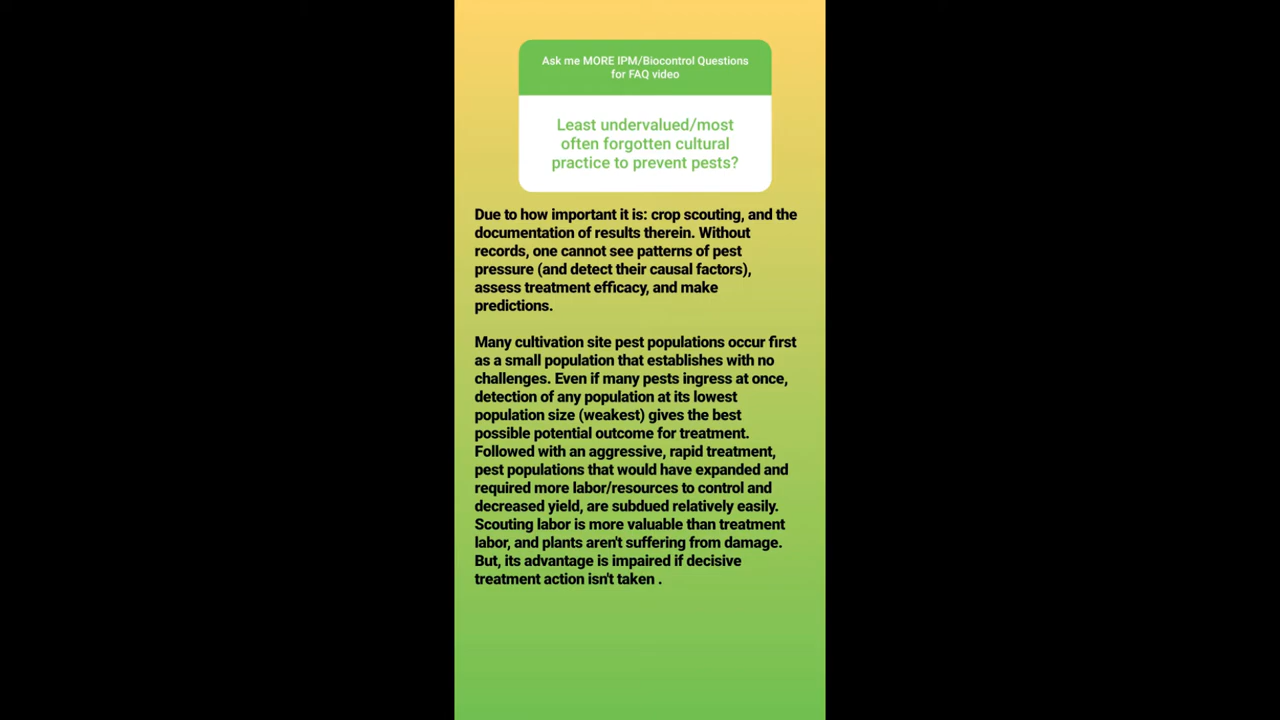 Ask me MORE IPM/Biocontrol Questions
for FAQ video
Least undervalued/most
often forgotten cultural
practice to prevent pests?
Due to how important it is: crop scouting, and the
documentation of results therein. Without
records, one cannot see patterns of pest
pressure (and detect their causal factors),
assess treatment efficacy, and make
predictions.
Many cultivation site pest populations occur first
as a small population that establishes with no
challenges. Even if many pests ingress at once,
detection of any population at its lowest
population size (weakest) gives the best
possible potential outcome for treatment.
Followed with an aggressive, rapid treatment,
pest populations that would have expanded and
required more labor/resources to control and
decreased yield, are subdued relatively easily.
Scouting labor is more valuable than treatment
labor, and plants aren't suffering from damage.
But, its advantage is impaired if decisive
treatment action isn't taken .